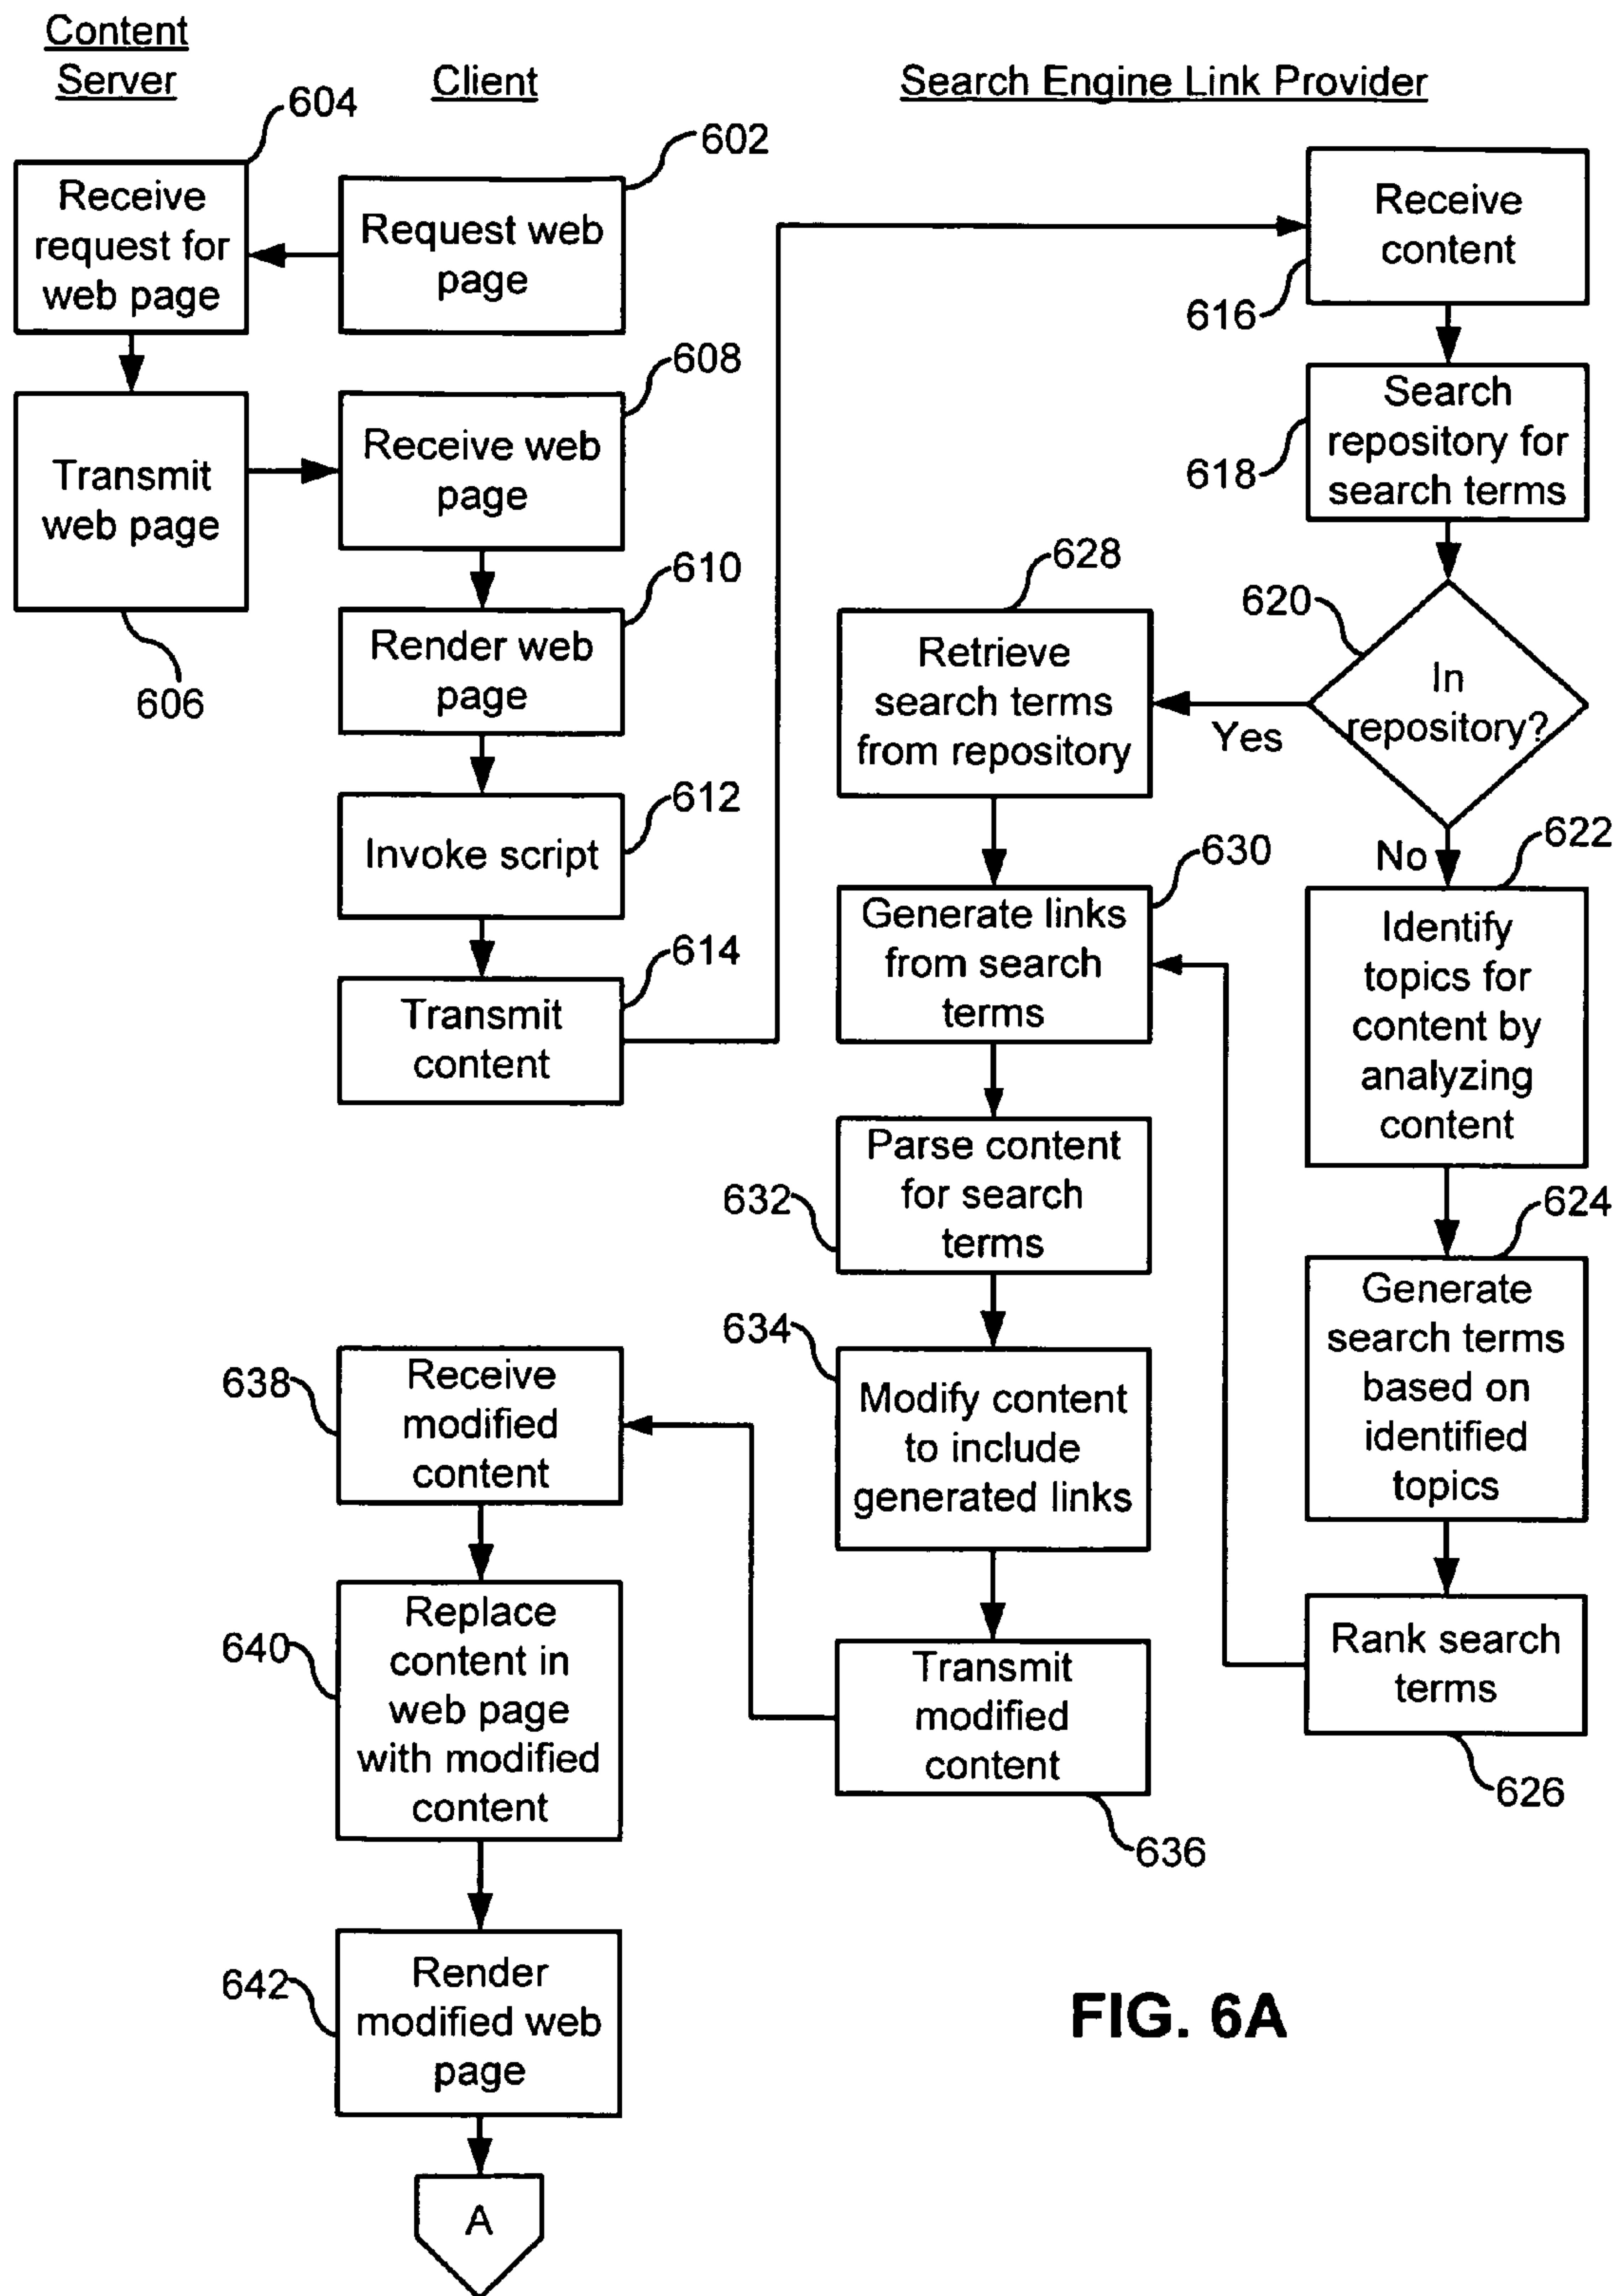 Content
Server
Client
Search Engine Link Provider
604
Receive
request for
web page
602
Request web
page
Transmit
web page
606
608
Receive web
page
610
Render web
page
612
Invoke script
614
Transmit
content
Receive
content
616
Search
repository for
search terms
618
620
In
repository?
Yes
No
628
Retrieve
search terms
from repository
622
Identify
topics for
content by
analyzing
content
624
Generate
search terms
based on
identified
topics
Rank search
terms
626
630
Generate links
from search
terms
Parse content
for search
terms
632
634
Modify content
to include
generated links
Transmit
modified
content
636
638
Receive
modified
content
640
Replace
content in
web page
with modified
content
642
Render
modified web
page
A
FIG. 6A